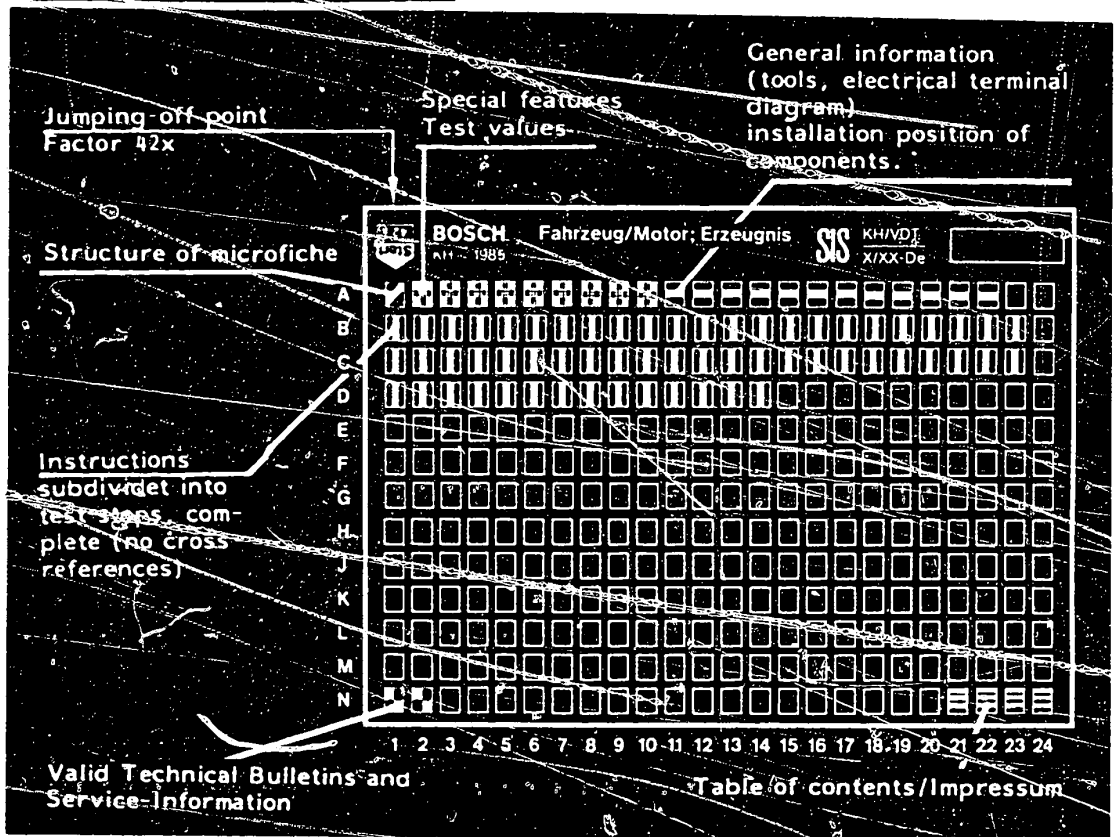 General information
(tools, electrical terminal
diagram)
installation position of
components.
Special features
Test values
Jumping-off point
Factor 42x
Structure of microfiche
BOSCH Fahrzeug/Motor; Erzeugnis SIS KH/VDT
KH - 1985 X/XX-De
A
B
C
D
E
F
G
H
J
K
L
M
N
Instructions
subdividet into
test steps, com-
plete (no cross
references)
1 2 3 4 5 6 7 8 9 10 11 12 13 14 15 16 17 18 19 20 21 22 23 24
Valid Technical Bulletins and
Service-Information
Table of contents/Impressum